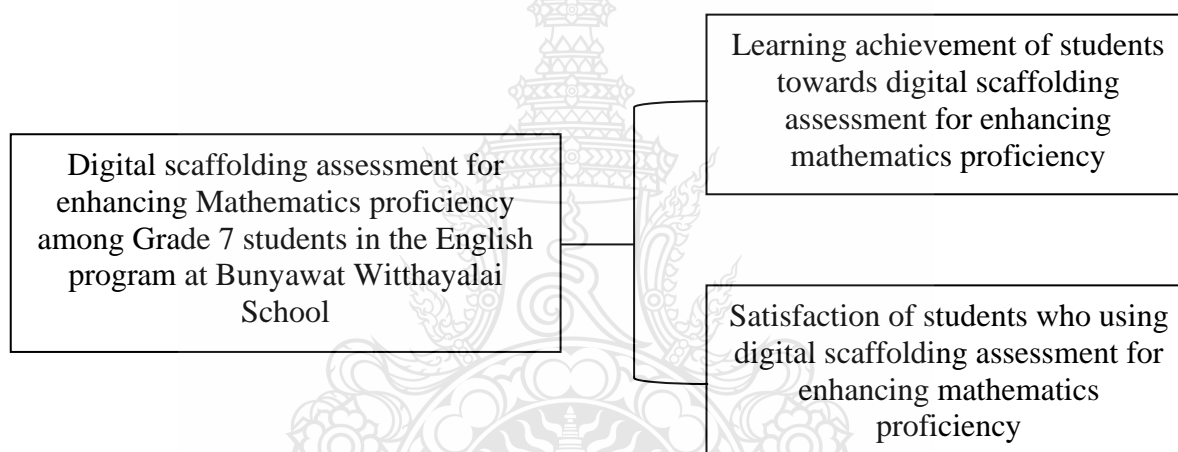 Digital scaffolding assessment for
enhancing Mathematics proficiency
among Grade 7 students in the English
program at Bunyawat Witthayalai
School
Learning achievement of students
towards digital scaffolding
assessment for enhancing
mathematics proficiency
Satisfaction of students who using
digital scaffolding assessment for
enhancing mathematics
proficiency